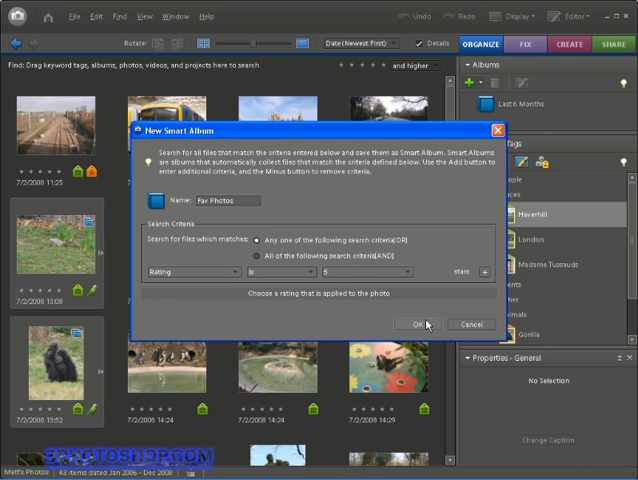 File Edit Find View Window Help Undo Redo Display Editor
Rotate: Date (Newest First) Details ORGANIZE FIX CREATE SHARE
Find: Drag keyword tags, albums, photos, videos, and projects here to search and higher
Albums
Last 6 Months
New Smart Album
Search for all files that match the criteria entered below and save them as Smart Album. Smart Albums
are albums that automatically collect files that match the criteria defined below. Use the Add button to
enter additional criteria, and the Minus button to remove criteria.
Name: Fav Photos
Search Criteria
Search for files which matches: Any one of the following search criteria(OR)
All of the following search criteria(AND)
Rating is 5 stars +
Choose a rating that is applied to the photo
OK Cancel
Tags
Haverhill
London
Madame Tussauds
Gorilla
7/2/2008 11:25
7/2/2008 13:08
7/2/2008 13:52
7/2/2008 14:24
7/2/2008 14:24
7/2/2008 14:29
Properties - General
No Selection
Change Caption
3PHOTOSHOP.COM
Matt's Photos 43 items dated Jan 2006 - Dec 2008